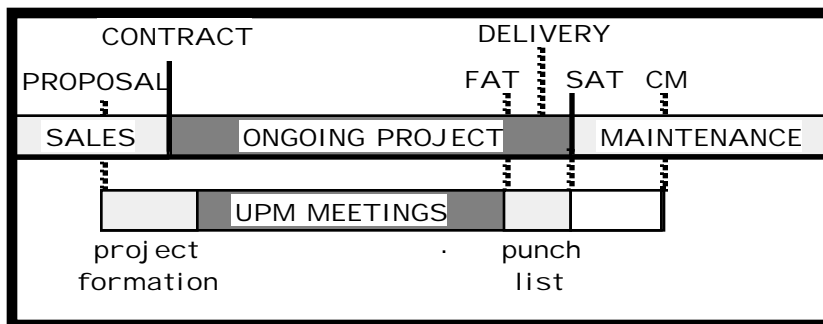 CONTRACT DELIVERY
PROPOSAL FAT SAT CM
SALES ONGOING PROJECT MAINTENANCE
UPM MEETINGS
project punch
formation list